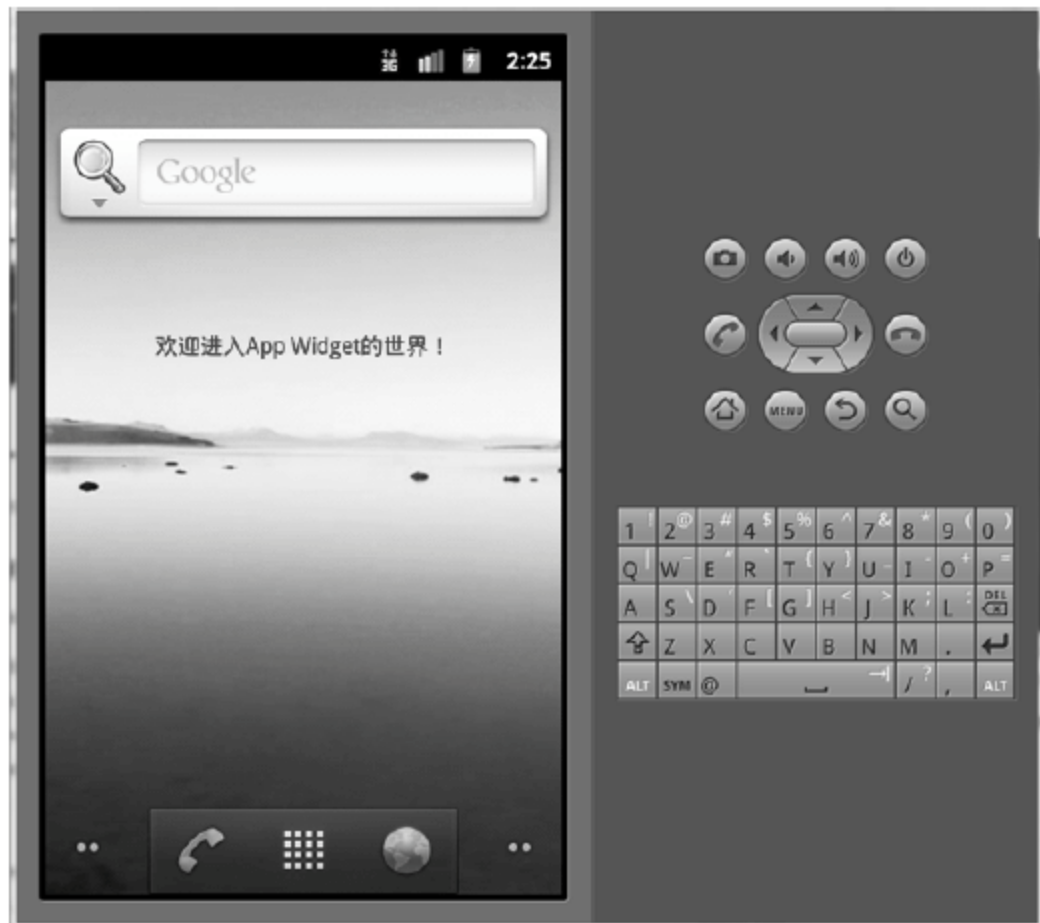 3G 2:25
Google
欢迎进入App Widget的世界！
MENU
1 ! 2 @ 3 # 4 $ 5 % 6 ^ 7 & 8 * 9 ( 0 )
Q | W ~ E " R ` T { Y } U _ I - O + P =
A S \ D ' F [ G ] H < J > K ; L : DEL
Z X C V B N M .
ALT SYM @ / ? , ALT